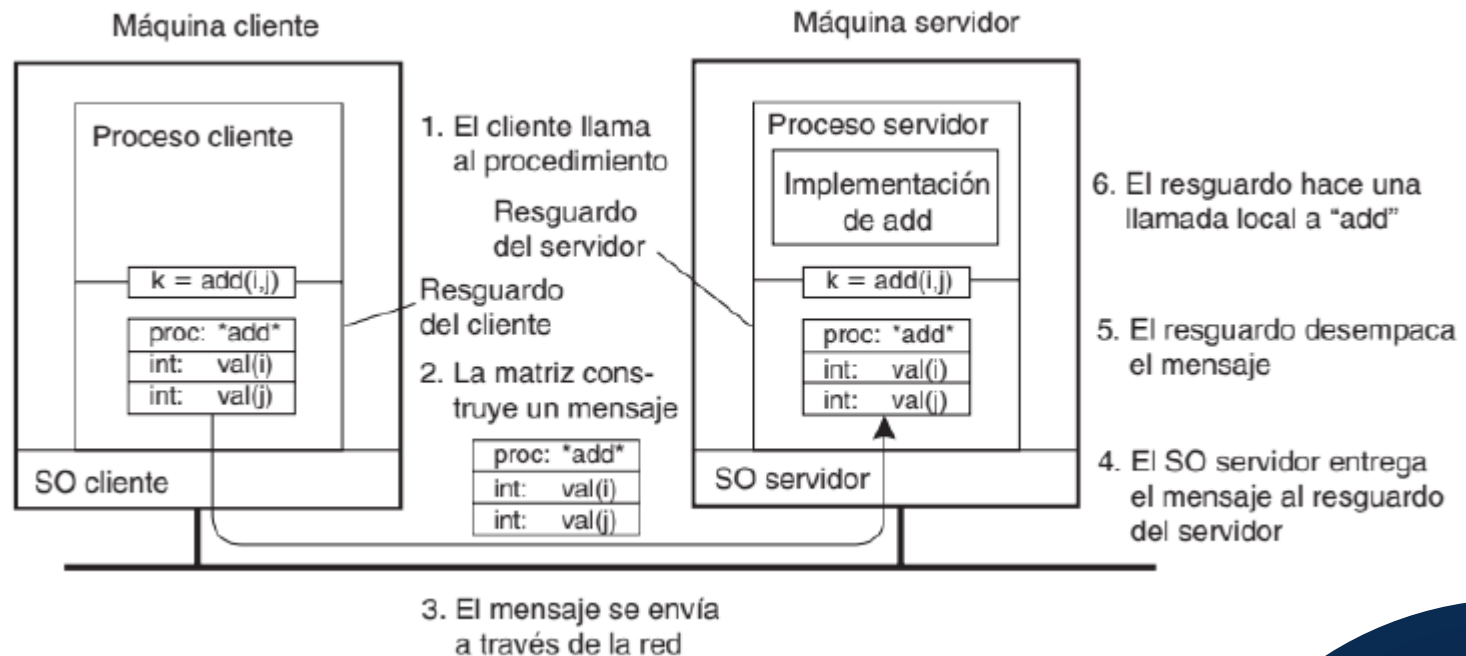 Máquina cliente
Máquina servidor
Proceso cliente
k = add(i,j)
proc: *add*
int: val(i)
int: val(j)
SO cliente
1. El cliente llama
al procedimiento
Resguardo
del servidor
Resguardo
del cliente
2. La matriz cons-
truye un mensaje
proc: *add*
int: val(i)
int: val(j)
Proceso servidor
Implementación
de add
k = add(i,j)
proc: *add*
int: val(i)
int: val(j)
SO servidor
6. El resguardo hace una
llamada local a “add”
5. El resguardo desempaca
el mensaje
4. El SO servidor entrega
el mensaje al resguardo
del servidor
3. El mensaje se envía
a través de la red